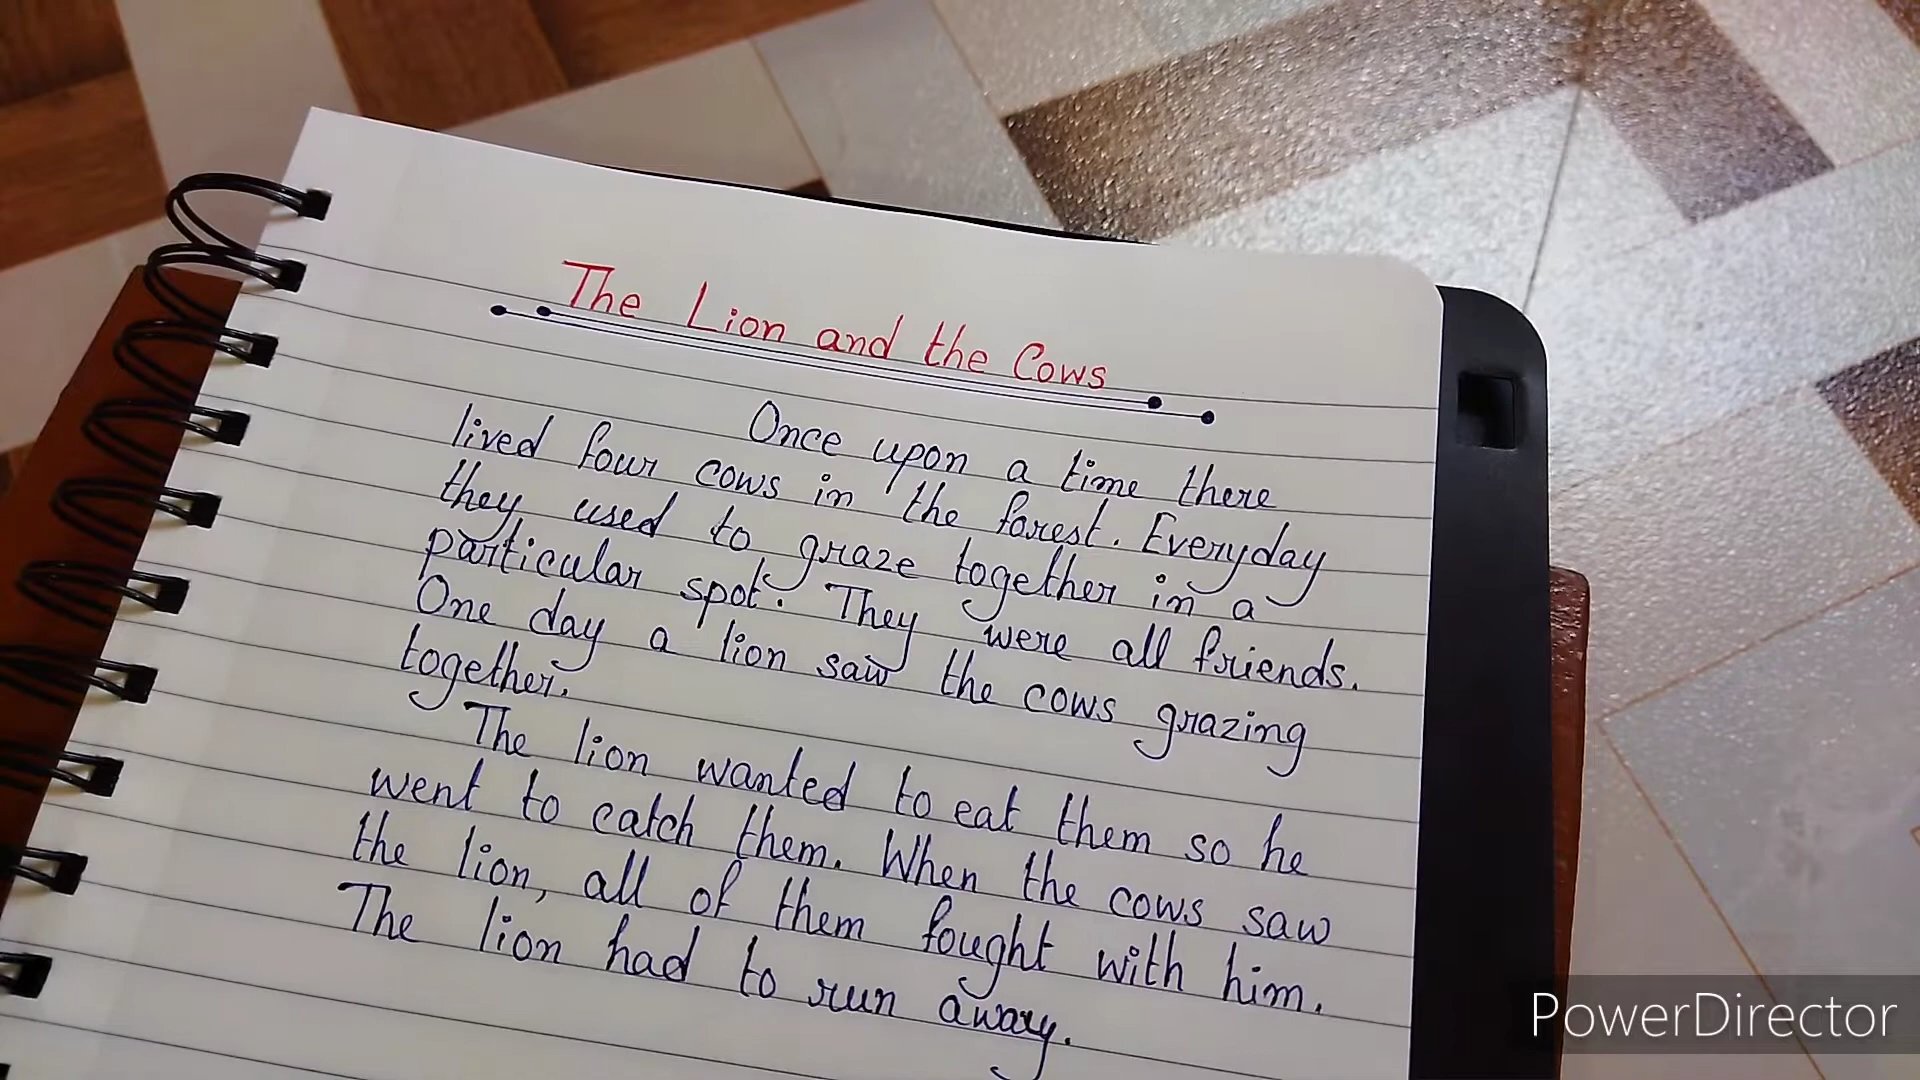 The Lion and the Cows
Once upon a time there
lived four cows in the forest. Everyday
they used to graze together in a
particular spot. They were all friends.
One day a lion saw the cows grazing
together.
The lion wanted to eat them so he
went to catch them. When the cows saw
the lion, all of them fought with him.
The lion had to run away.
PowerDirector